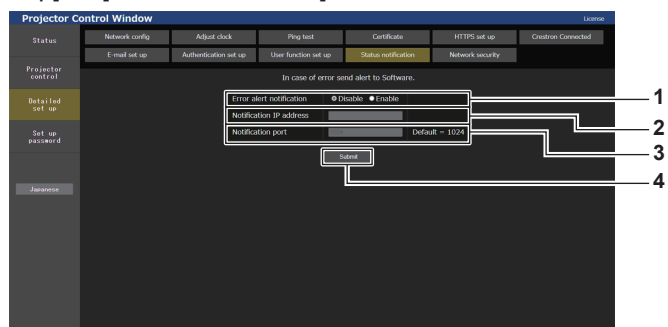 Projector Control Window
License
Status
Network config Adjust clock Ping test Certificate HTTPS set up Crestron Connected
E-mail set up Authentication set up User function set up Status notification Network security
Projector
control
Detailed
set up
Set up
password
Japanese
In case of error send alert to Software.
Error alert notification Disable Enable
Notification IP address
Notification port Default = 1024
Submit
1
2
3
4